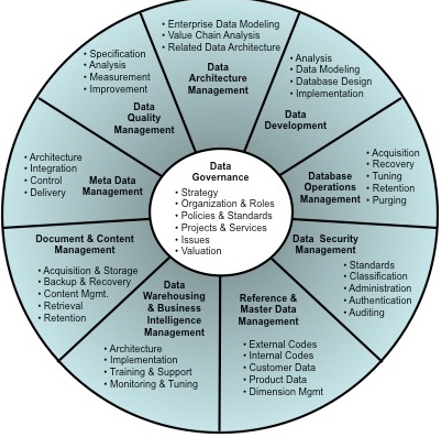 • Enterprise Data Modeling
• Value Chain Analysis
• Related Data Architecture
Data
Architecture
Management
• Analysis
• Data Modeling
• Database Design
• Implementation
Data
Development
• Acquisition
• Recovery
• Tuning
• Retention
• Purging
Database
Operations
Management
Data Security
Management
• Standards
• Classification
• Administration
• Authentication
• Auditing
Reference &
Master Data
Management
• External Codes
• Internal Codes
• Customer Data
• Product Data
• Dimension Mgmt
Data
Warehousing
& Business
Intelligence
Management
• Architecture
• Implementation
• Training & Support
• Monitoring & Tuning
Document & Content
Management
• Acquisition & Storage
• Backup & Recovery
• Content Mgmt.
• Retrieval
• Retention
• Architecture
• Integration
• Control
• Delivery
Meta Data
Management
• Specification
• Analysis
• Measurement
• Improvement
Data
Quality
Management
Data
Governance
• Strategy
• Organization & Roles
• Policies & Standards
• Projects & Services
• Issues
• Valuation